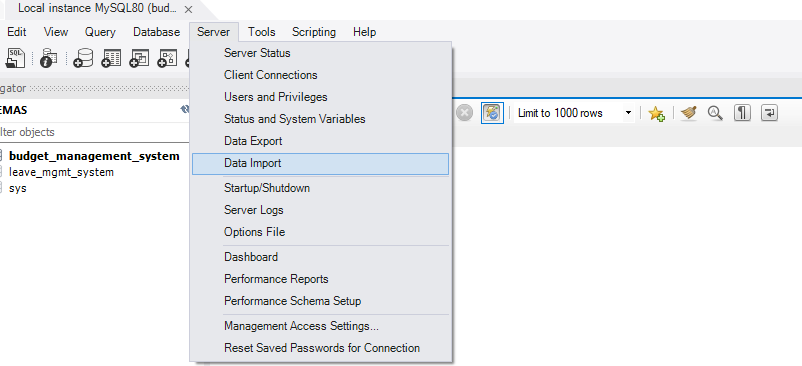 Local instance MySQL80 (bud...
Edit View Query Database Server Tools Scripting Help
SQL
Server Status
Client Connections
Users and Privileges
Status and System Variables
Data Export
Data Import
Startup/Shutdown
Server Logs
Options File
Dashboard
Performance Reports
Performance Schema Setup
Management Access Settings...
Reset Saved Passwords for Connection
igator
EMAS
lter objects
budget_management_system
leave_mgmt_system
sys
Limit to 1000 rows